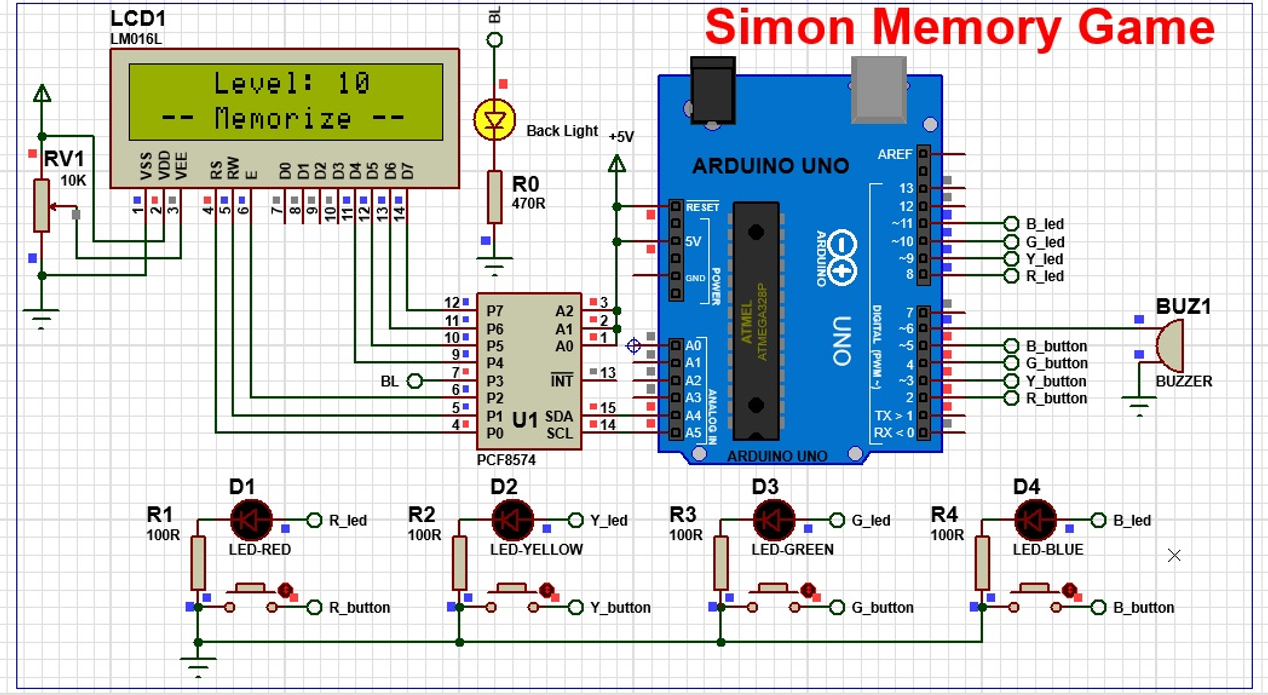 Simon Memory Game
LCD1
LM016L
Level: 10
-- Memorize --
VSS VDD VEE RS RW E D0 D1 D2 D3 D4 D5 D6 D7
1 2 3 4 5 6 7 8 9 10 11 12 13 14
RV1
10K
BL
Back Light
R0
470R
+5V
ARDUINO UNO
RESET
5V
GND
POWER
A0
A1
A2
A3
A4
A5
ANALOG IN
ATMEL
ATMEGA328P
ARDUINO
UNO
AREF
13
12
~11
~10
~9
8
DIGITAL (PWM ~)
7
~6
~5
4
~3
2
TX > 1
RX < 0
ARDUINO UNO
B_led
G_led
Y_led
R_led
B_button
G_button
Y_button
R_button
BUZ1
BUZZER
12 P7 A2 3
11 P6 A1 2
10 P5 A0 1
9 P4
BL 7 P3 INT 13
6 P2
5 P1 SDA 15
4 P0 SCL 14
U1
PCF8574
D1
R1
100R
R_led
LED-RED
R_button
D2
R2
100R
Y_led
LED-YELLOW
Y_button
D3
R3
100R
G_led
LED-GREEN
G_button
D4
R4
100R
B_led
LED-BLUE
B_button